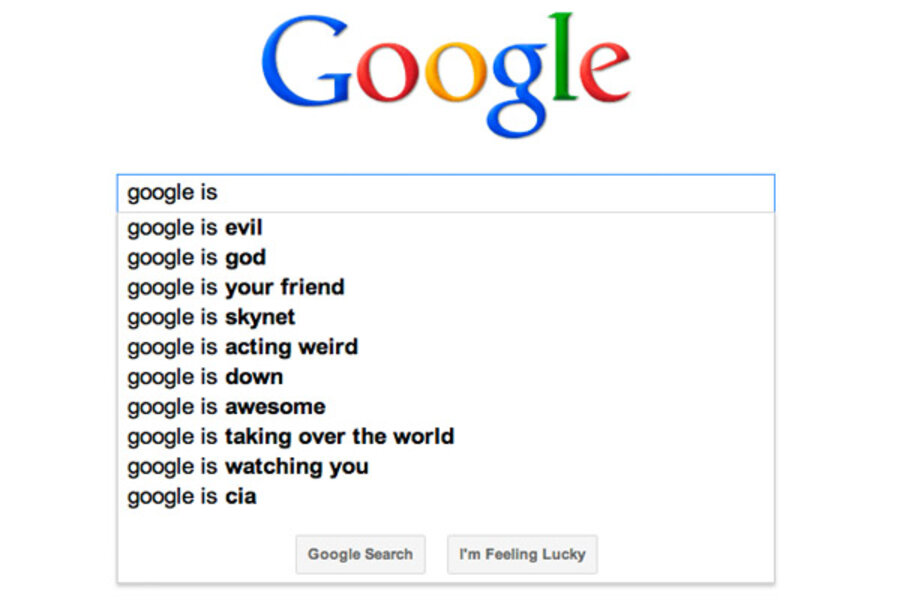 Google
google is
google is evil
google is god
google is your friend
google is skynet
google is acting weird
google is down
google is awesome
google is taking over the world
google is watching you
google is cia
Google Search I'm Feeling Lucky